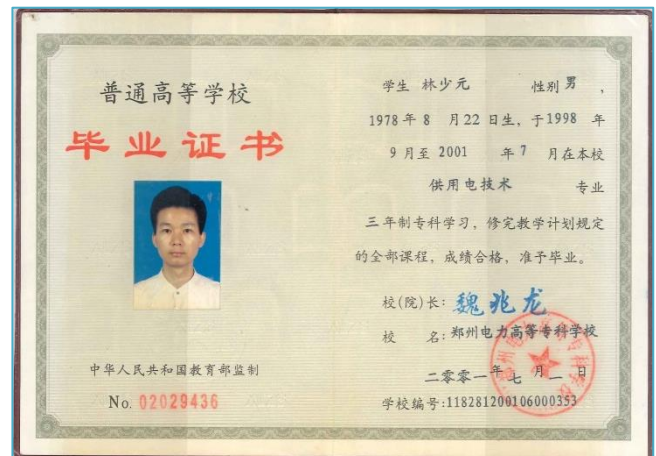 普通高等学校
毕业证书
中华人民共和国教育部监制
No. 02029436
学生 林少元 性别 男 ,
1978 年 8 月 22 日生, 于 1998 年
9 月至 2001 年 7 月在本校
供用电技术 专业
三年制专科学习, 修完教学计划规定
的全部课程, 成绩合格, 准予毕业。
校(院)长: 魏兆龙
校 名: 郑州电力高等专科学校
二零零一年七月一日
学校编号:118281200106000353